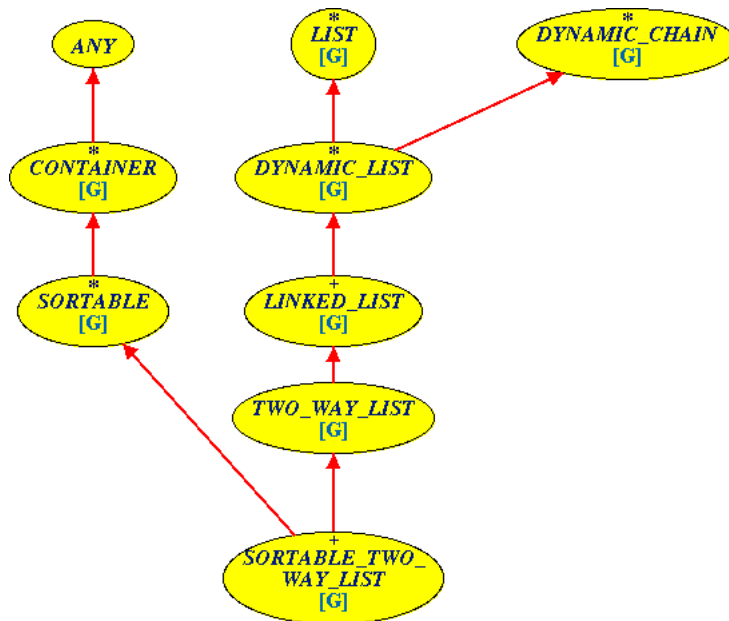 ANY
*
LIST
[G]
*
DYNAMIC_CHAIN
[G]
*
CONTAINER
[G]
*
DYNAMIC_LIST
[G]
*
SORTABLE
[G]
+
LINKED_LIST
[G]
TWO_WAY_LIST
[G]
+
SORTABLE_TWO_
WAY_LIST
[G]